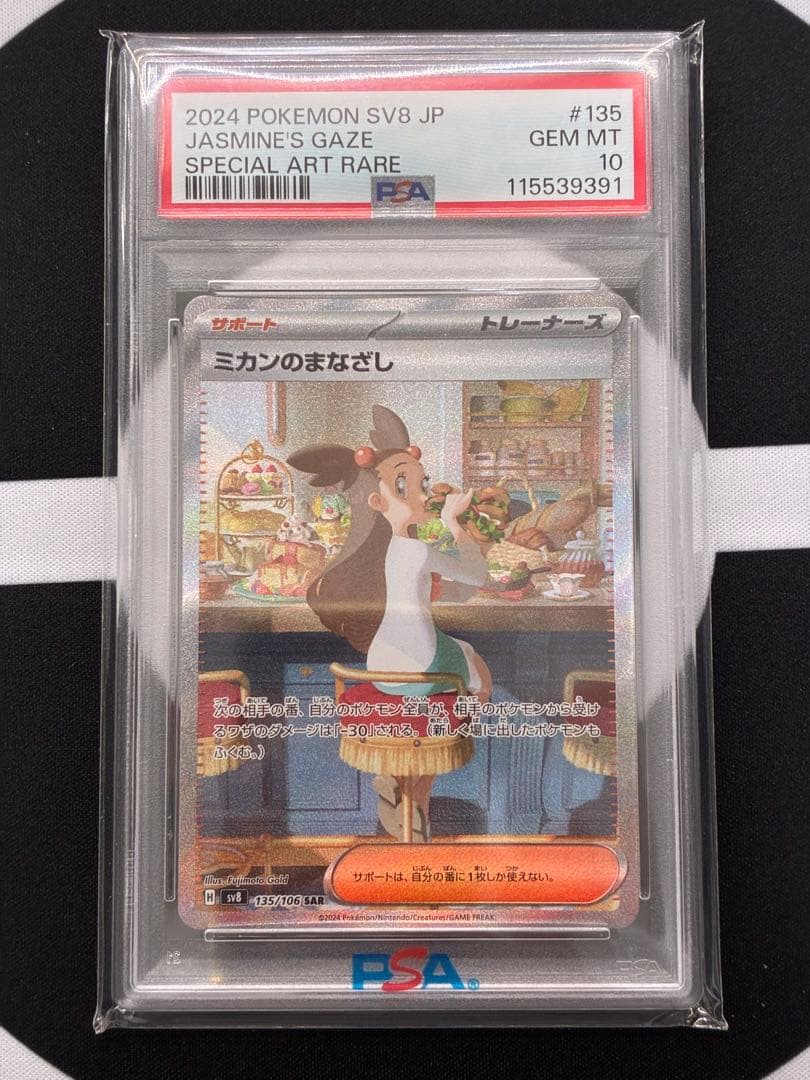 2024 POKEMON SV8 JP #135
JASMINE'S GAZE GEM MT
SPECIAL ART RARE 10
PSA 115539391
サポート トレーナーズ
ミカンのまなざし
次の相手の番、自分のポケモン全員が、相手のポケモンから受け
るワザのダメージは「-30」される。(新しく場に出したポケモンも
ふくむ。)
サポートは、自分の番に1枚しか使えない。
Illus. Fujimoto Gold
H sv8 135/106 SAR
©2024 Pokémon/Nintendo/Creatures/GAME FREAK.
PSA®